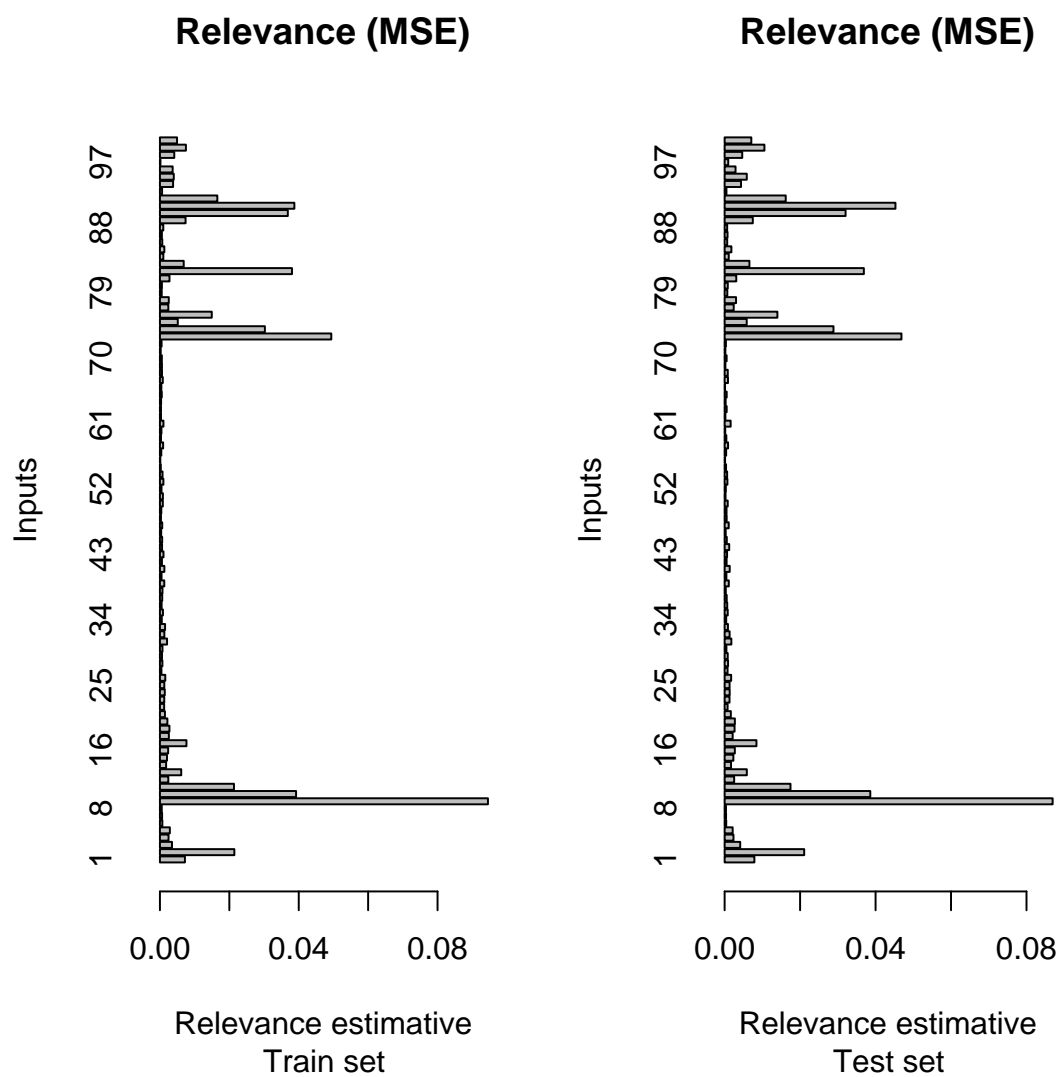 Relevance (MSE)
Inputs
97
88
79
70
61
52
43
34
25
16
8
1
0.00 0.04 0.08
Relevance estimative
Train set
Relevance (MSE)
Inputs
97
88
79
70
61
52
43
34
25
16
8
1
0.00 0.04 0.08
Relevance estimative
Test set